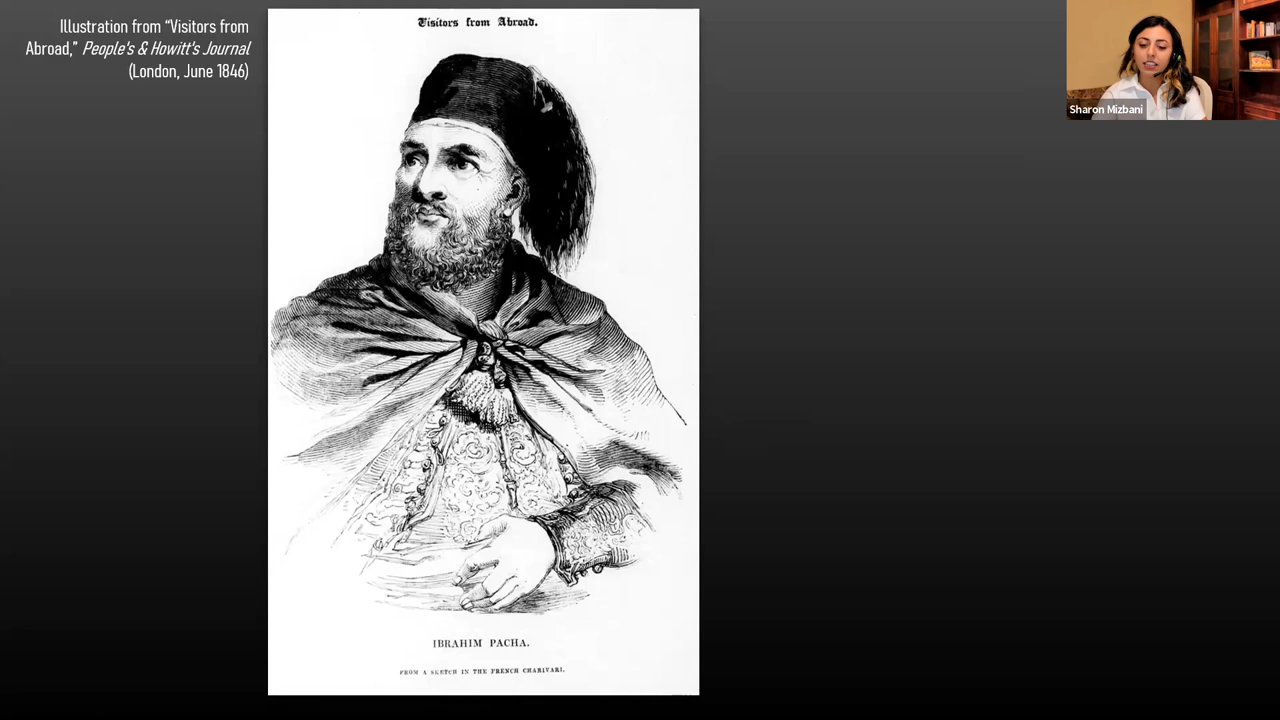 Illustration from “Visitors from
Abroad,” People's & Howitt's Journal
(London, June 1846)
Visitors from Abroad.
Sharon Mizbani
IBRAHIM PACHA.
FROM A SKETCH IN THE FRENCH CHARIVARI.